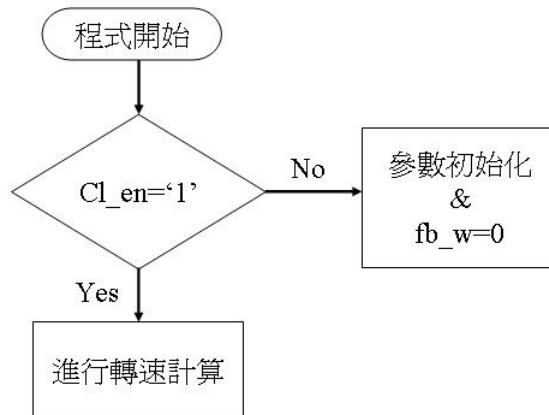 程式開始
Cl_en=‘1’
No
參數初始化
&
fb_w=0
Yes
進行轉速計算